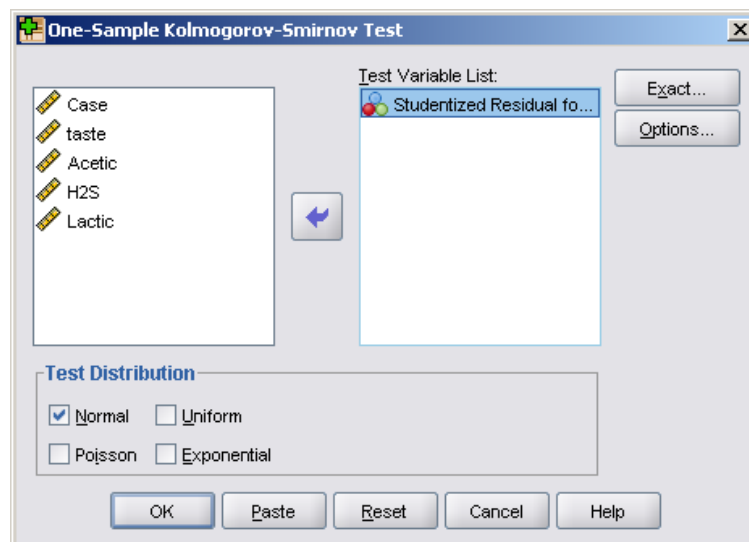 One-Sample Kolmogorov-Smirnov Test
Case
taste
Acetic
H2S
Lactic
Test Variable List:
Studentized Residual fo...
Exact...
Options...
Test Distribution
Normal
Uniform
Poisson
Exponential
OK
Paste
Reset
Cancel
Help